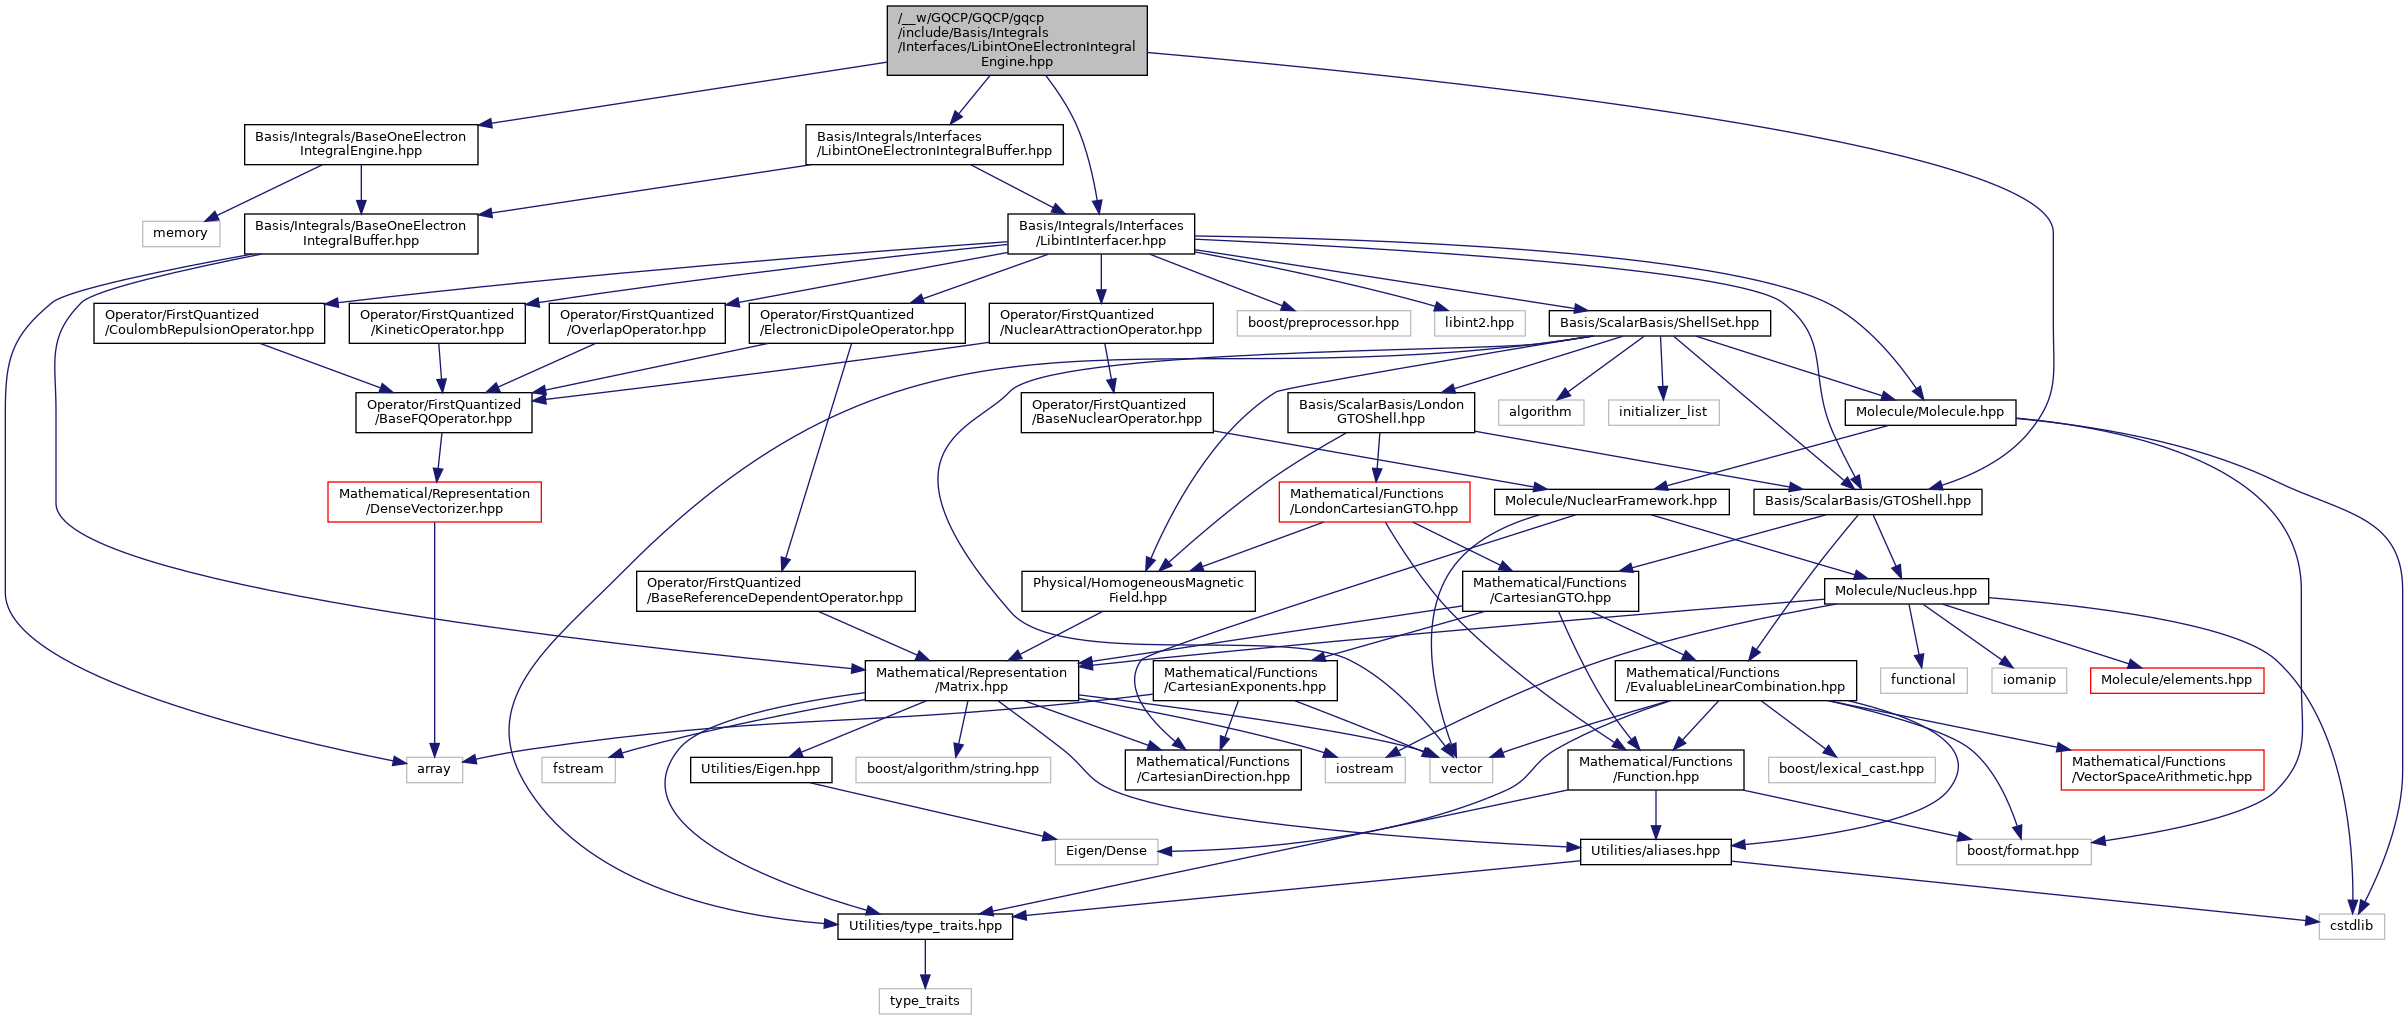 /__w/GQCP/GQCP/gqcp
/include/Basis/Integrals
/Interfaces/LibintOneElectronIntegral
Engine.hpp
Basis/Integrals/BaseOneElectron
IntegralEngine.hpp
Basis/Integrals/Interfaces
/LibintOneElectronIntegralBuffer.hpp
memory
Basis/Integrals/BaseOneElectron
IntegralBuffer.hpp
Basis/Integrals/Interfaces
/LibintInterfacer.hpp
Operator/FirstQuantized
/CoulombRepulsionOperator.hpp
Operator/FirstQuantized
/KineticOperator.hpp
Operator/FirstQuantized
/OverlapOperator.hpp
Operator/FirstQuantized
/ElectronicDipoleOperator.hpp
Operator/FirstQuantized
/NuclearAttractionOperator.hpp
boost/preprocessor.hpp
libint2.hpp
Basis/ScalarBasis/ShellSet.hpp
Operator/FirstQuantized
/BaseFQOperator.hpp
Operator/FirstQuantized
/BaseNuclearOperator.hpp
Basis/ScalarBasis/London
GTOShell.hpp
algorithm
initializer_list
Molecule/Molecule.hpp
Mathematical/Representation
/DenseVectorizer.hpp
Mathematical/Functions
/LondonCartesianGTO.hpp
Molecule/NuclearFramework.hpp
Basis/ScalarBasis/GTOShell.hpp
Operator/FirstQuantized
/BaseReferenceDependentOperator.hpp
Physical/HomogeneousMagnetic
Field.hpp
Mathematical/Functions
/CartesianGTO.hpp
Molecule/Nucleus.hpp
Mathematical/Representation
/Matrix.hpp
Mathematical/Functions
/CartesianExponents.hpp
Mathematical/Functions
/EvaluableLinearCombination.hpp
functional
iomanip
Molecule/elements.hpp
array
fstream
Utilities/Eigen.hpp
boost/algorithm/string.hpp
Mathematical/Functions
/CartesianDirection.hpp
iostream
vector
Mathematical/Functions
/Function.hpp
boost/lexical_cast.hpp
Mathematical/Functions
/VectorSpaceArithmetic.hpp
Eigen/Dense
Utilities/aliases.hpp
boost/format.hpp
Utilities/type_traits.hpp
cstdlib
type_traits